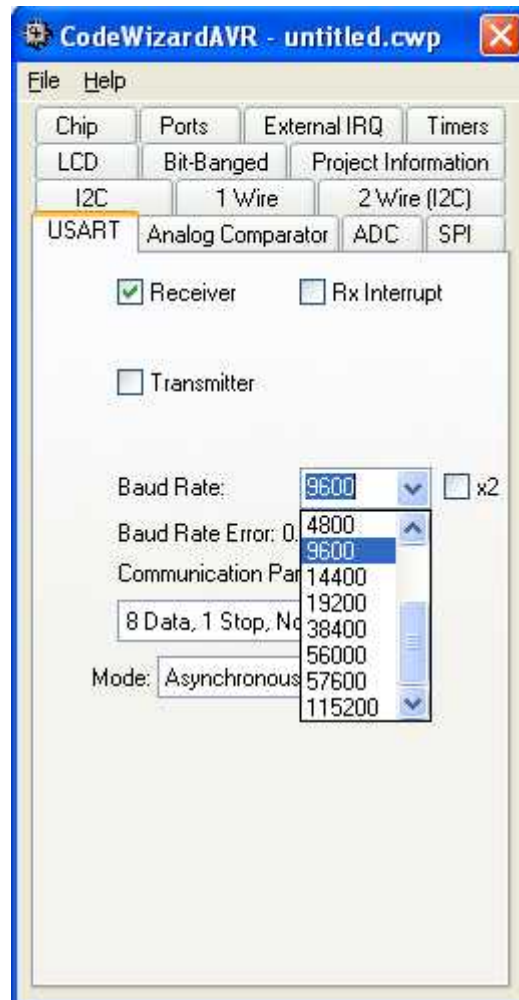 CodeWizardAVR - untitled.cwp
File Help
Chip Ports External IRQ Timers
LCD Bit-Banged Project Information
I2C 1 Wire 2 Wire (I2C)
USART Analog Comparator ADC SPI
Receiver Rx Interrupt
Transmitter
Baud Rate: 9600 x2
Baud Rate Error: 0.
4800
9600
Communication Par
14400
19200
8 Data, 1 Stop, No
38400
56000
Mode: Asynchronous
57600
115200